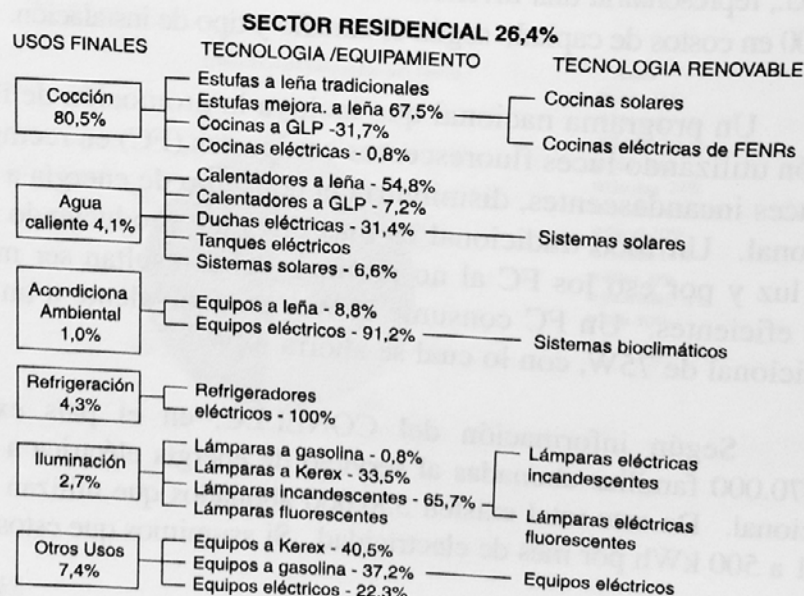 SECTOR RESIDENCIAL 26,4%
USOS FINALES
TECNOLOGIA /EQUIPAMIENTO
TECNOLOGIA RENOVABLE
Cocción
80,5%
Estufas a leña tradicionales
Estufas mejora. a leña 67,5%
Cocinas a GLP -31,7%
Cocinas eléctricas - 0,8%
Cocinas solares
Cocinas eléctricas de FENRs
Agua
caliente 4,1%
Calentadores a leña - 54,8%
Calentadores a GLP - 7,2%
Duchas eléctricas - 31,4%
Tanques eléctricos
Sistemas solares - 6,6%
Sistemas solares
Acondiciona
Ambiental
1,0%
Equipos a leña - 8,8%
Equipos eléctricos - 91,2%
Sistemas bioclimáticos
Refrigeración
4,3%
Refrigeradores
eléctricos - 100%
Iluminación
2,7%
Lámparas a gasolina - 0,8%
Lámparas a Kerex - 33,5%
Lámparas incandescentes - 65,7%
Lámparas fluorescentes
Lámparas eléctricas
incandescentes
Lámparas eléctricas
fluorescentes
Otros Usos
7,4%
Equipo a Kerex - 40,5%
Equipos a gasolina - 37,2%
Equipos eléctricos - 22,3%
Equipos eléctricos